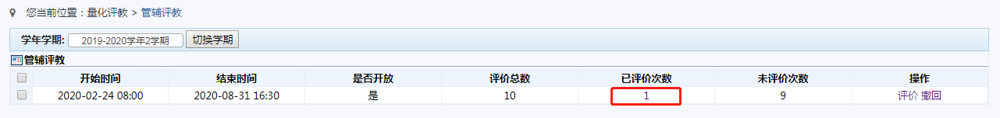 您当前位置：量化评教 > 管辅评教
学年学期: 2019-2020学年2学期 切换学期
管辅评教
开始时间 结束时间 是否开放 评价总数 已评价次数 未评价次数 操作
2020-02-24 08:00 2020-08-31 16:30 是 10 1 9 评价 撤回